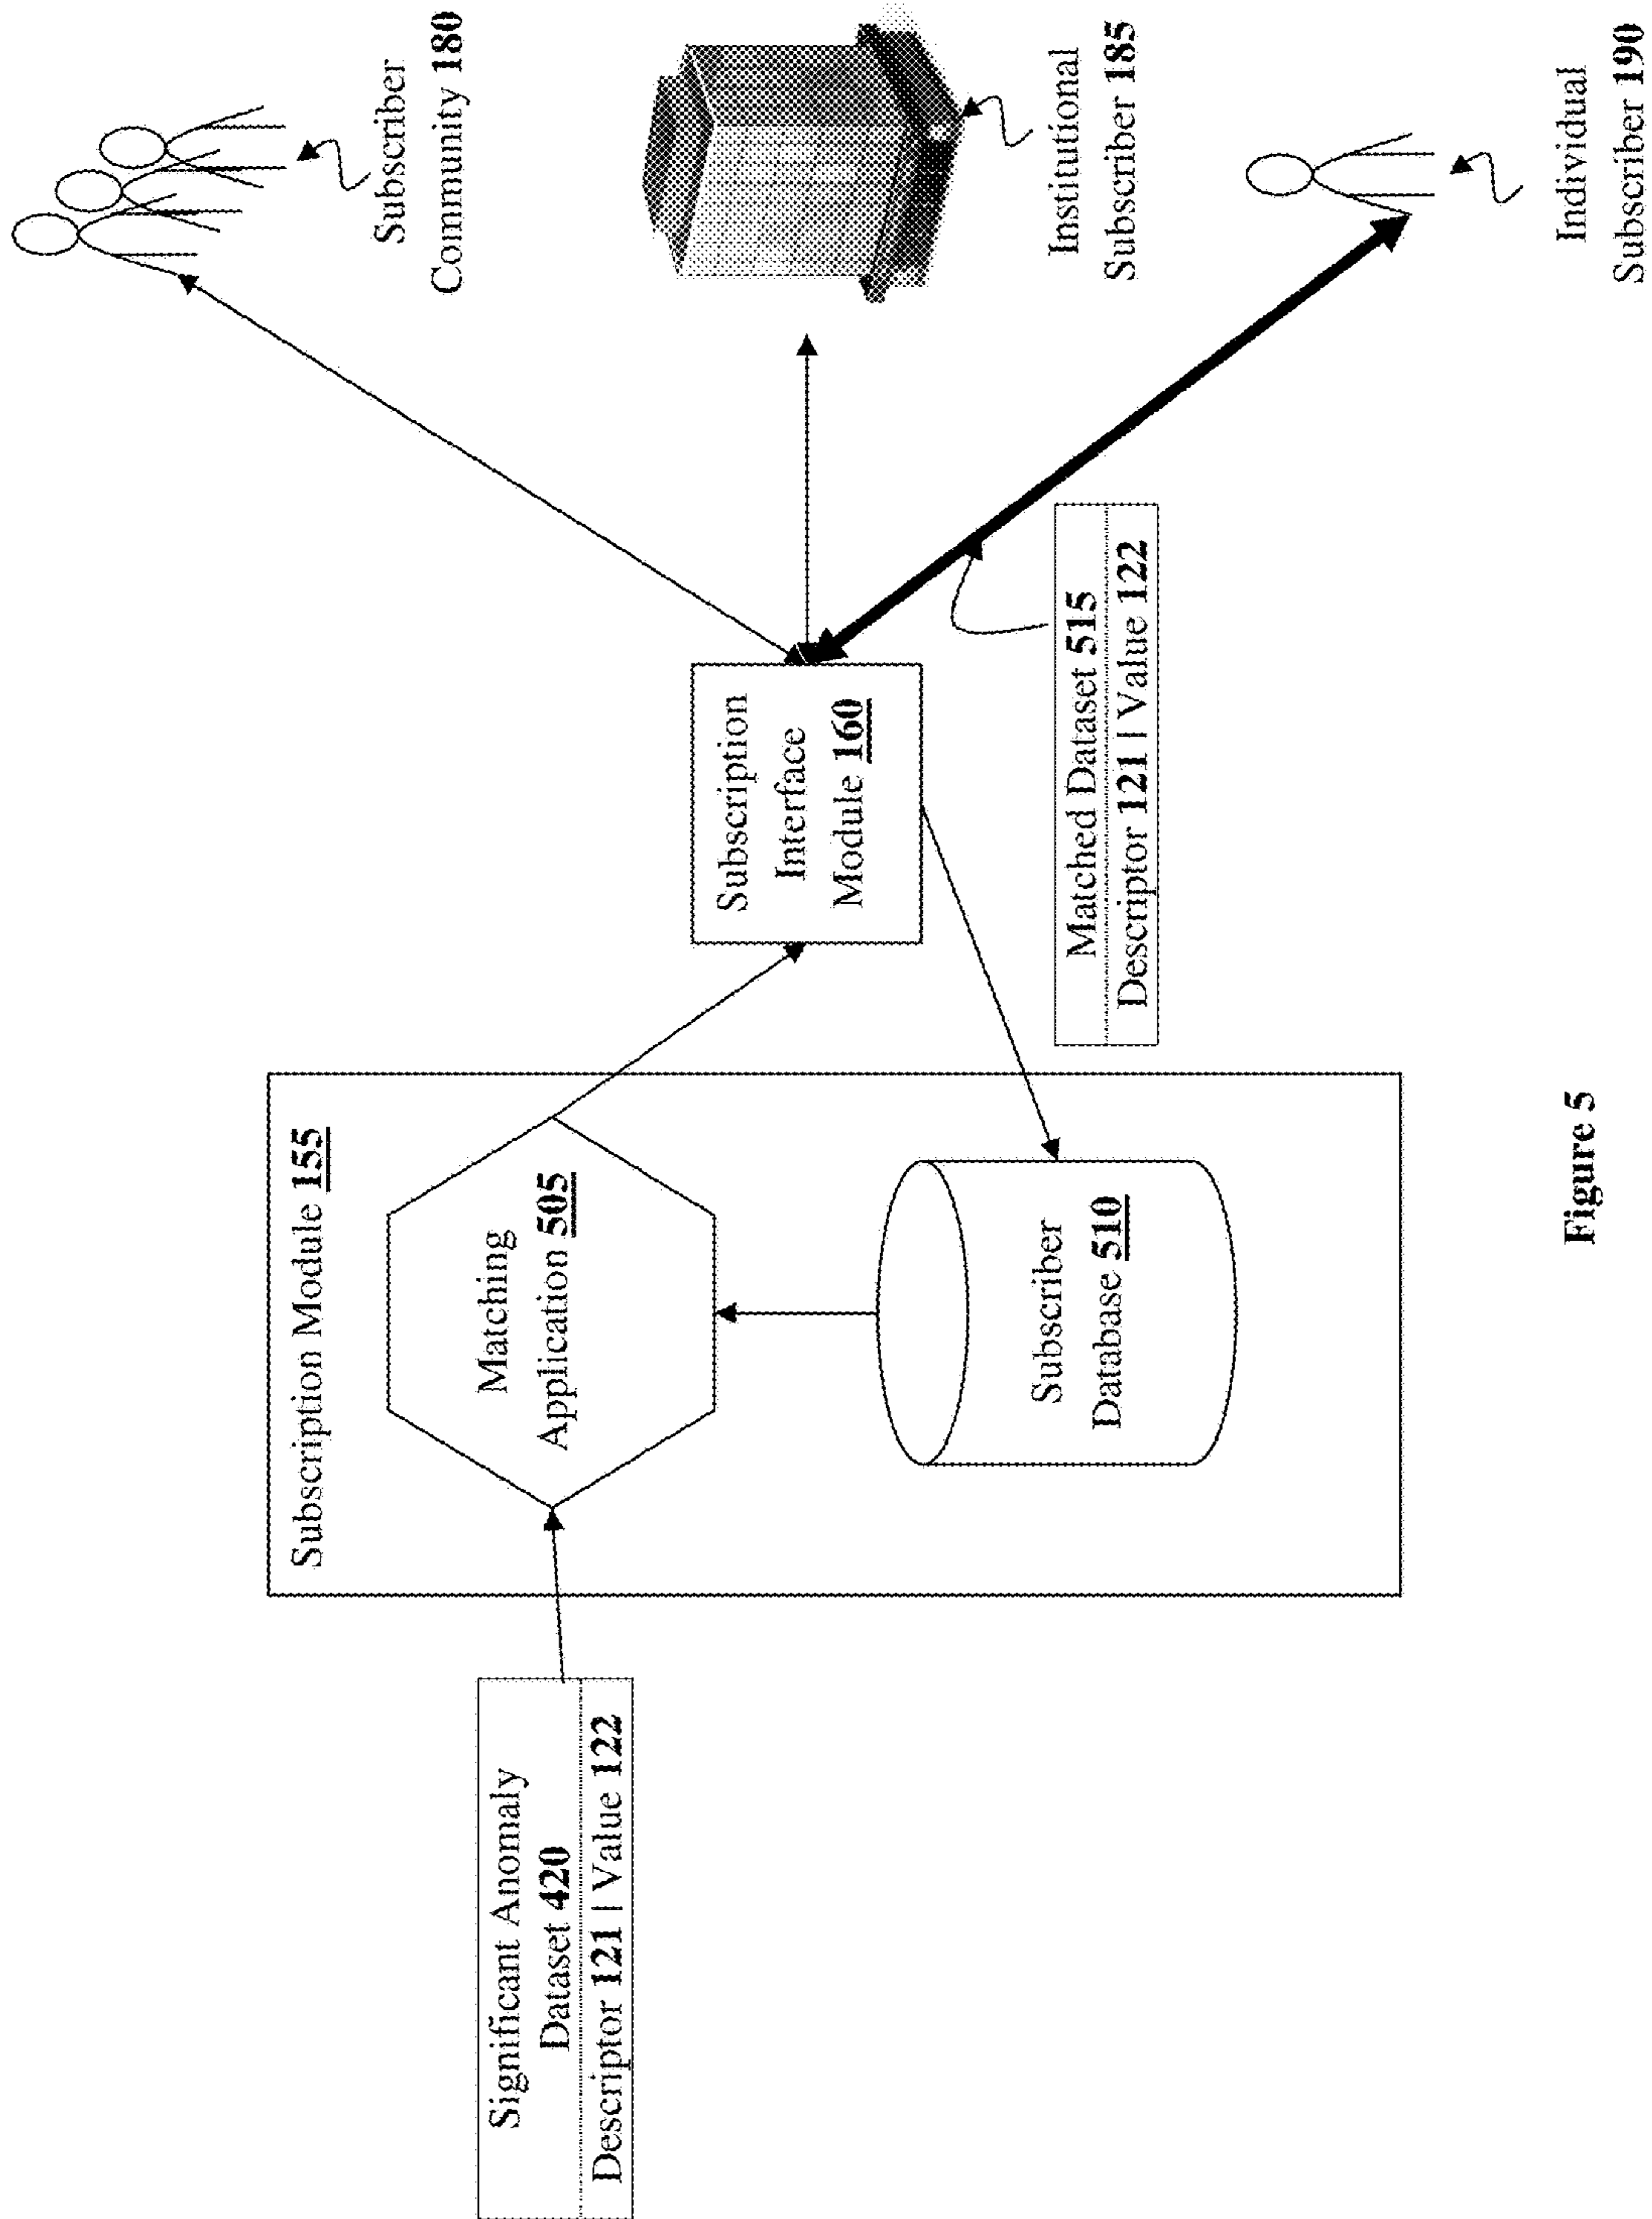 Significant Anomaly
Dataset 420
Descriptor 121 | Value 122
Subscription Module 155
Matching
Application 505
Subscriber
Database 510
Subscription
Interface
Module 160
Matched Dataset 515
Descriptor 121 | Value 122
Subscriber
Community 180
Institutional
Subscriber 185
Individual
Subscriber 190
Figure 5